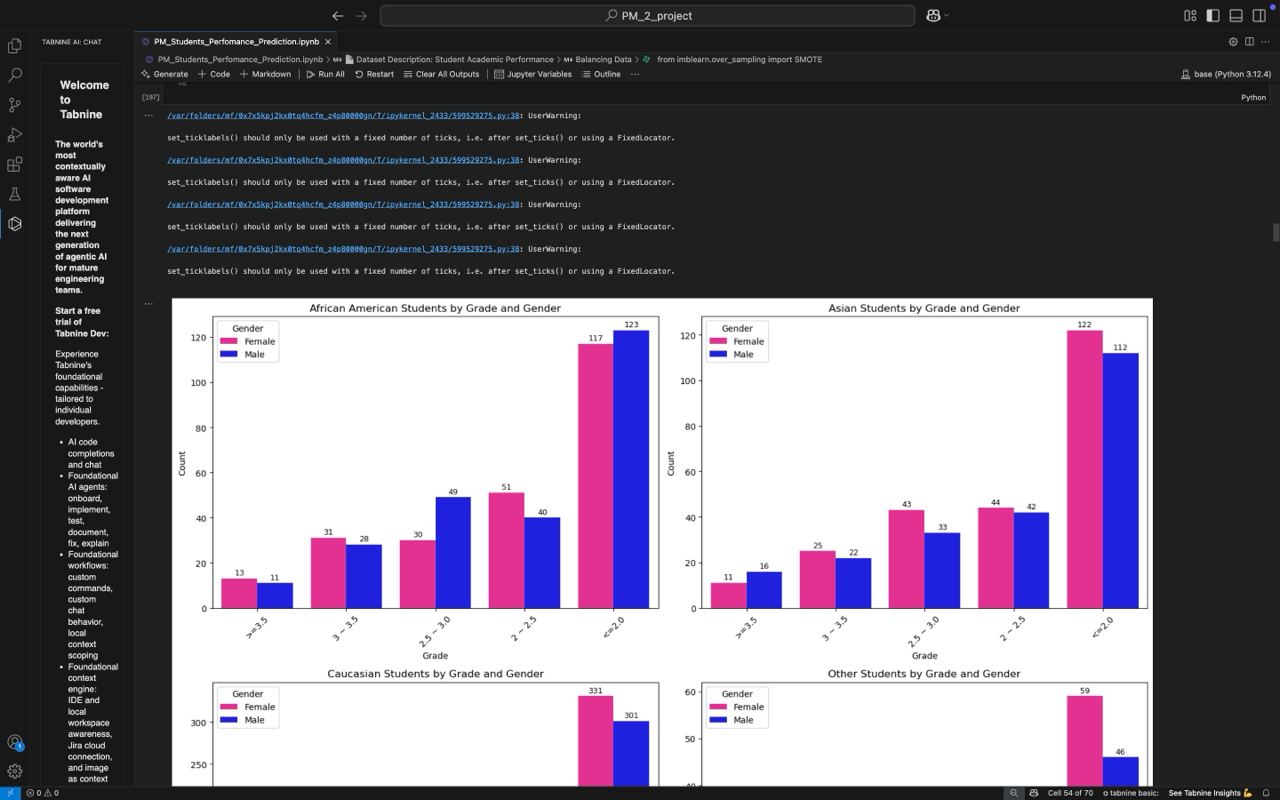 PM_2_project
TABNINE AI: CHAT
PM_Students_Perfomance_Prediction.ipynb
PM_Students_Perfomance_Prediction.ipynb > M↓ Dataset Description: Student Academic Performance > M↓ Balancing Data > from imblearn.over_sampling import SMOTE
Generate + Code + Markdown Run All Restart Clear All Outputs Jupyter Variables Outline ...
base (Python 3.12.4)
[197]
Python
Welcome
to
Tabnine
The world's
most
contextually
aware AI
software
development
platform
delivering
the next
generation
of agentic AI
for mature
engineering
teams.
Start a free
trial of
Tabnine Dev:
Experience
Tabnine's
foundational
capabilities -
tailored to
individual
developers.
• AI code
completions
and chat
• Foundational
AI agents:
onboard,
implement,
test,
document,
fix, explain
• Foundational
workflows:
custom
commands,
custom
chat
behavior,
local
context
scoping
• Foundational
context
engine:
IDE and
local
workspace
awareness,
Jira cloud
connection,
and image
as context
/var/folders/mf/0x7x5kpj2kx0tq4hcfm_z4p80000gn/T/ipykernel_2433/599529275.py:38: UserWarning:
set_ticklabels() should only be used with a fixed number of ticks, i.e. after set_ticks() or using a FixedLocator.
/var/folders/mf/0x7x5kpj2kx0tq4hcfm_z4p80000gn/T/ipykernel_2433/599529275.py:38: UserWarning:
set_ticklabels() should only be used with a fixed number of ticks, i.e. after set_ticks() or using a FixedLocator.
/var/folders/mf/0x7x5kpj2kx0tq4hcfm_z4p80000gn/T/ipykernel_2433/599529275.py:38: UserWarning:
set_ticklabels() should only be used with a fixed number of ticks, i.e. after set_ticks() or using a FixedLocator.
/var/folders/mf/0x7x5kpj2kx0tq4hcfm_z4p80000gn/T/ipykernel_2433/599529275.py:38: UserWarning:
set_ticklabels() should only be used with a fixed number of ticks, i.e. after set_ticks() or using a FixedLocator.
African American Students by Grade and Gender
Gender
Female
Male
120
100
80
60
40
20
0
Count
13 11 31 28 30 49 51 40 117 123
>=3.5 3 ~ 3.5 2.5 ~ 3.0 2 ~ 2.5 <=2.0
Grade
Asian Students by Grade and Gender
Gender
Female
Male
120
100
80
60
40
20
0
Count
11 16 25 22 43 33 44 42 122 112
>=3.5 3 ~ 3.5 2.5 ~ 3.0 2 ~ 2.5 <=2.0
Grade
Caucasian Students by Grade and Gender
Gender
Female
Male
300
250
331 301
Other Students by Grade and Gender
Gender
Female
Male
60
50
59 46
1
0 0
Cell 54 of 70
tabnine basic:
See Tabnine Insights